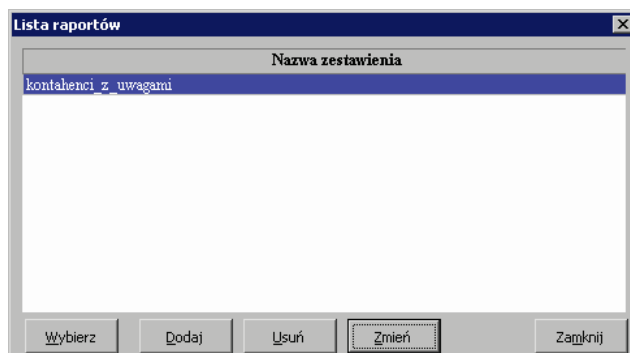 Lista raportów
Nazwa zestawienia
kontahenci_z_uwagami
Wybierz Dodaj Usuń Zmień Zamknij